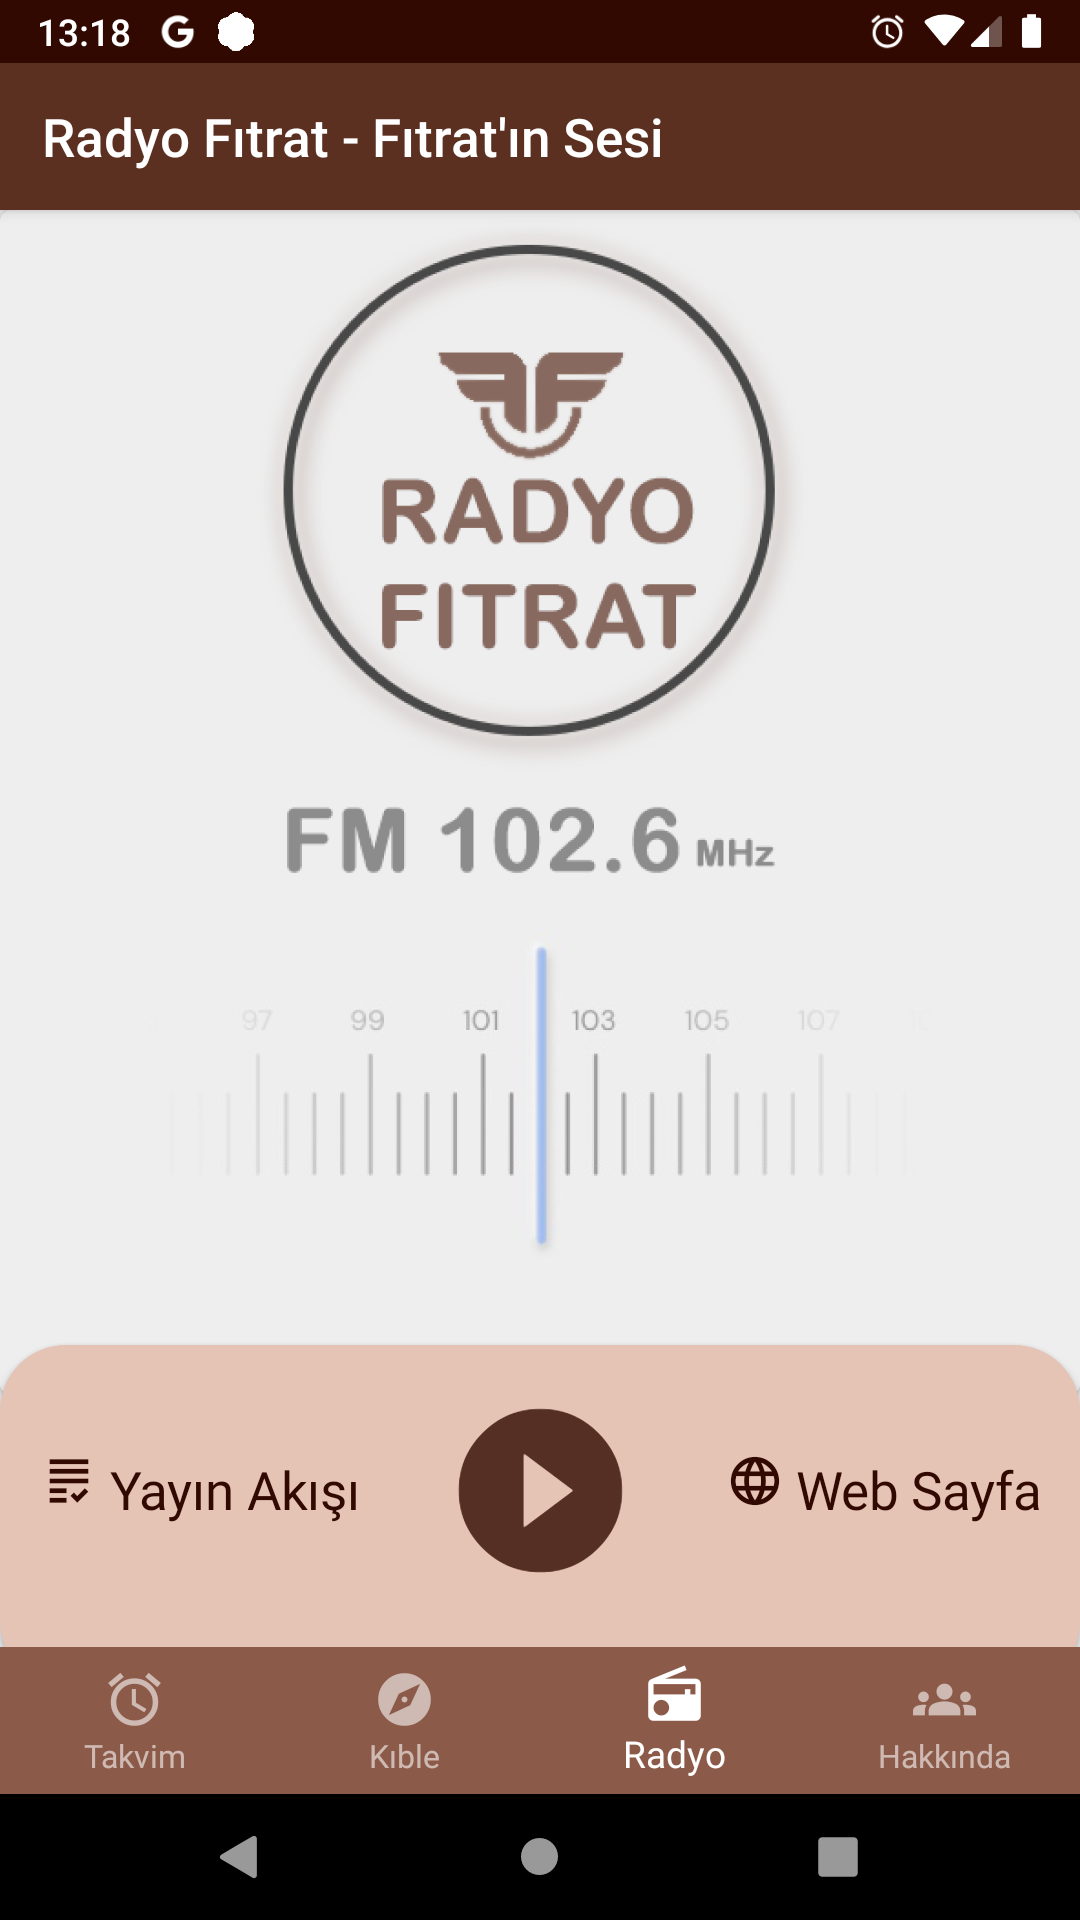 13:18
Radyo Fıtrat - Fıtrat'ın Sesi
RADYO
FITRAT
FM 102.6 MHz
97 99 101 103 105 107
Yayın Akışı
Web Sayfa
Takvim
Kıble
Radyo
Hakkında